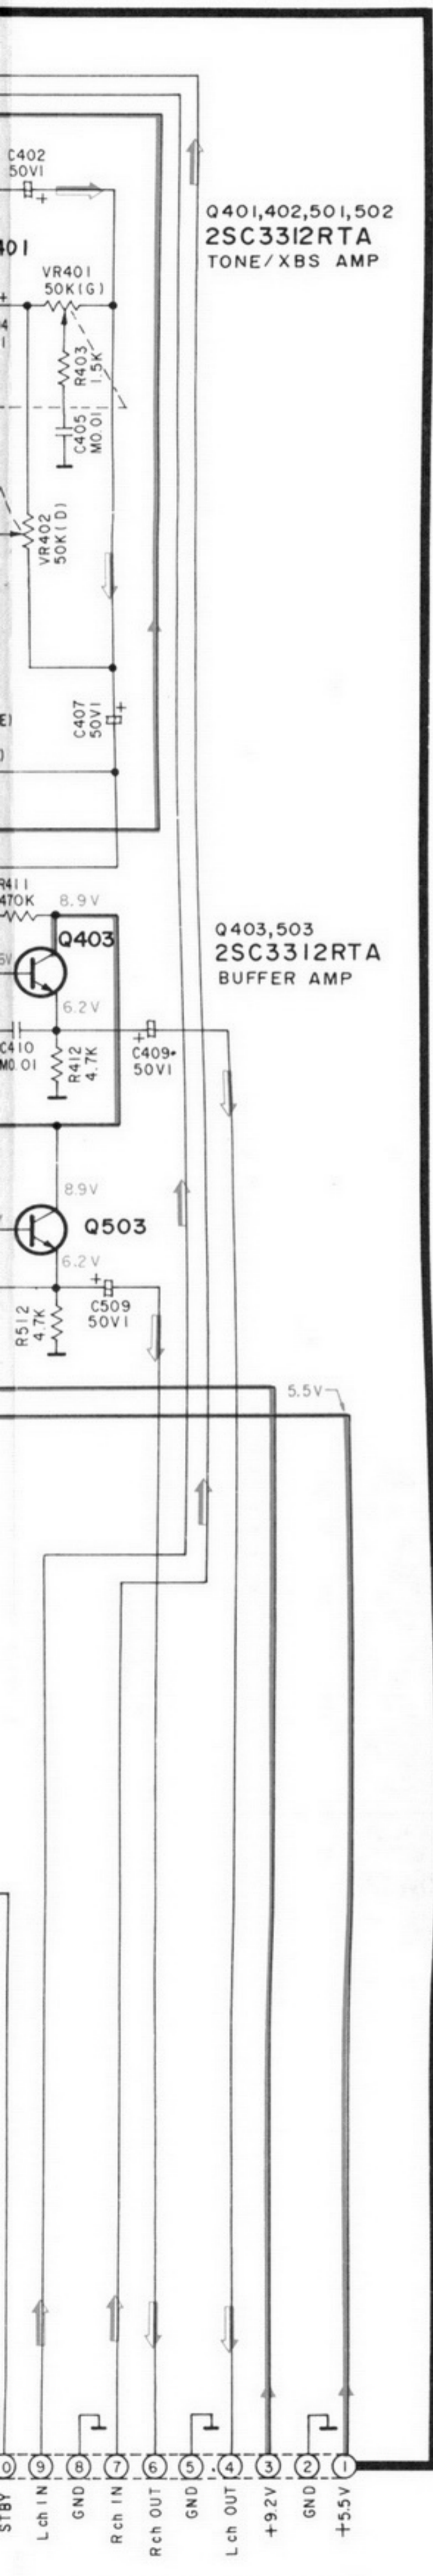 C402
50V1
+
Q401,402,501,502
2SC3312RTA
TONE/XBS AMP
401
VR401
50K(G)
+
R403
1.5K
C405
M0.01
VR402
50K(D)
C407
50V1
+
R411
470K
8.9V
Q403
Q403,503
2SC3312RTA
BUFFER AMP
6.2V
C410
M0.01
R412
4.7K
+
C409
50V1
8.9V
Q503
6.2V
+
C509
50V1
R512
4.7K
5.5V
0 9 8 7 6 5 4 3 2 1
STBY
Lch IN
GND
Rch IN
Rch OUT
GND
Lch OUT
+9.2V
GND
+5.5V